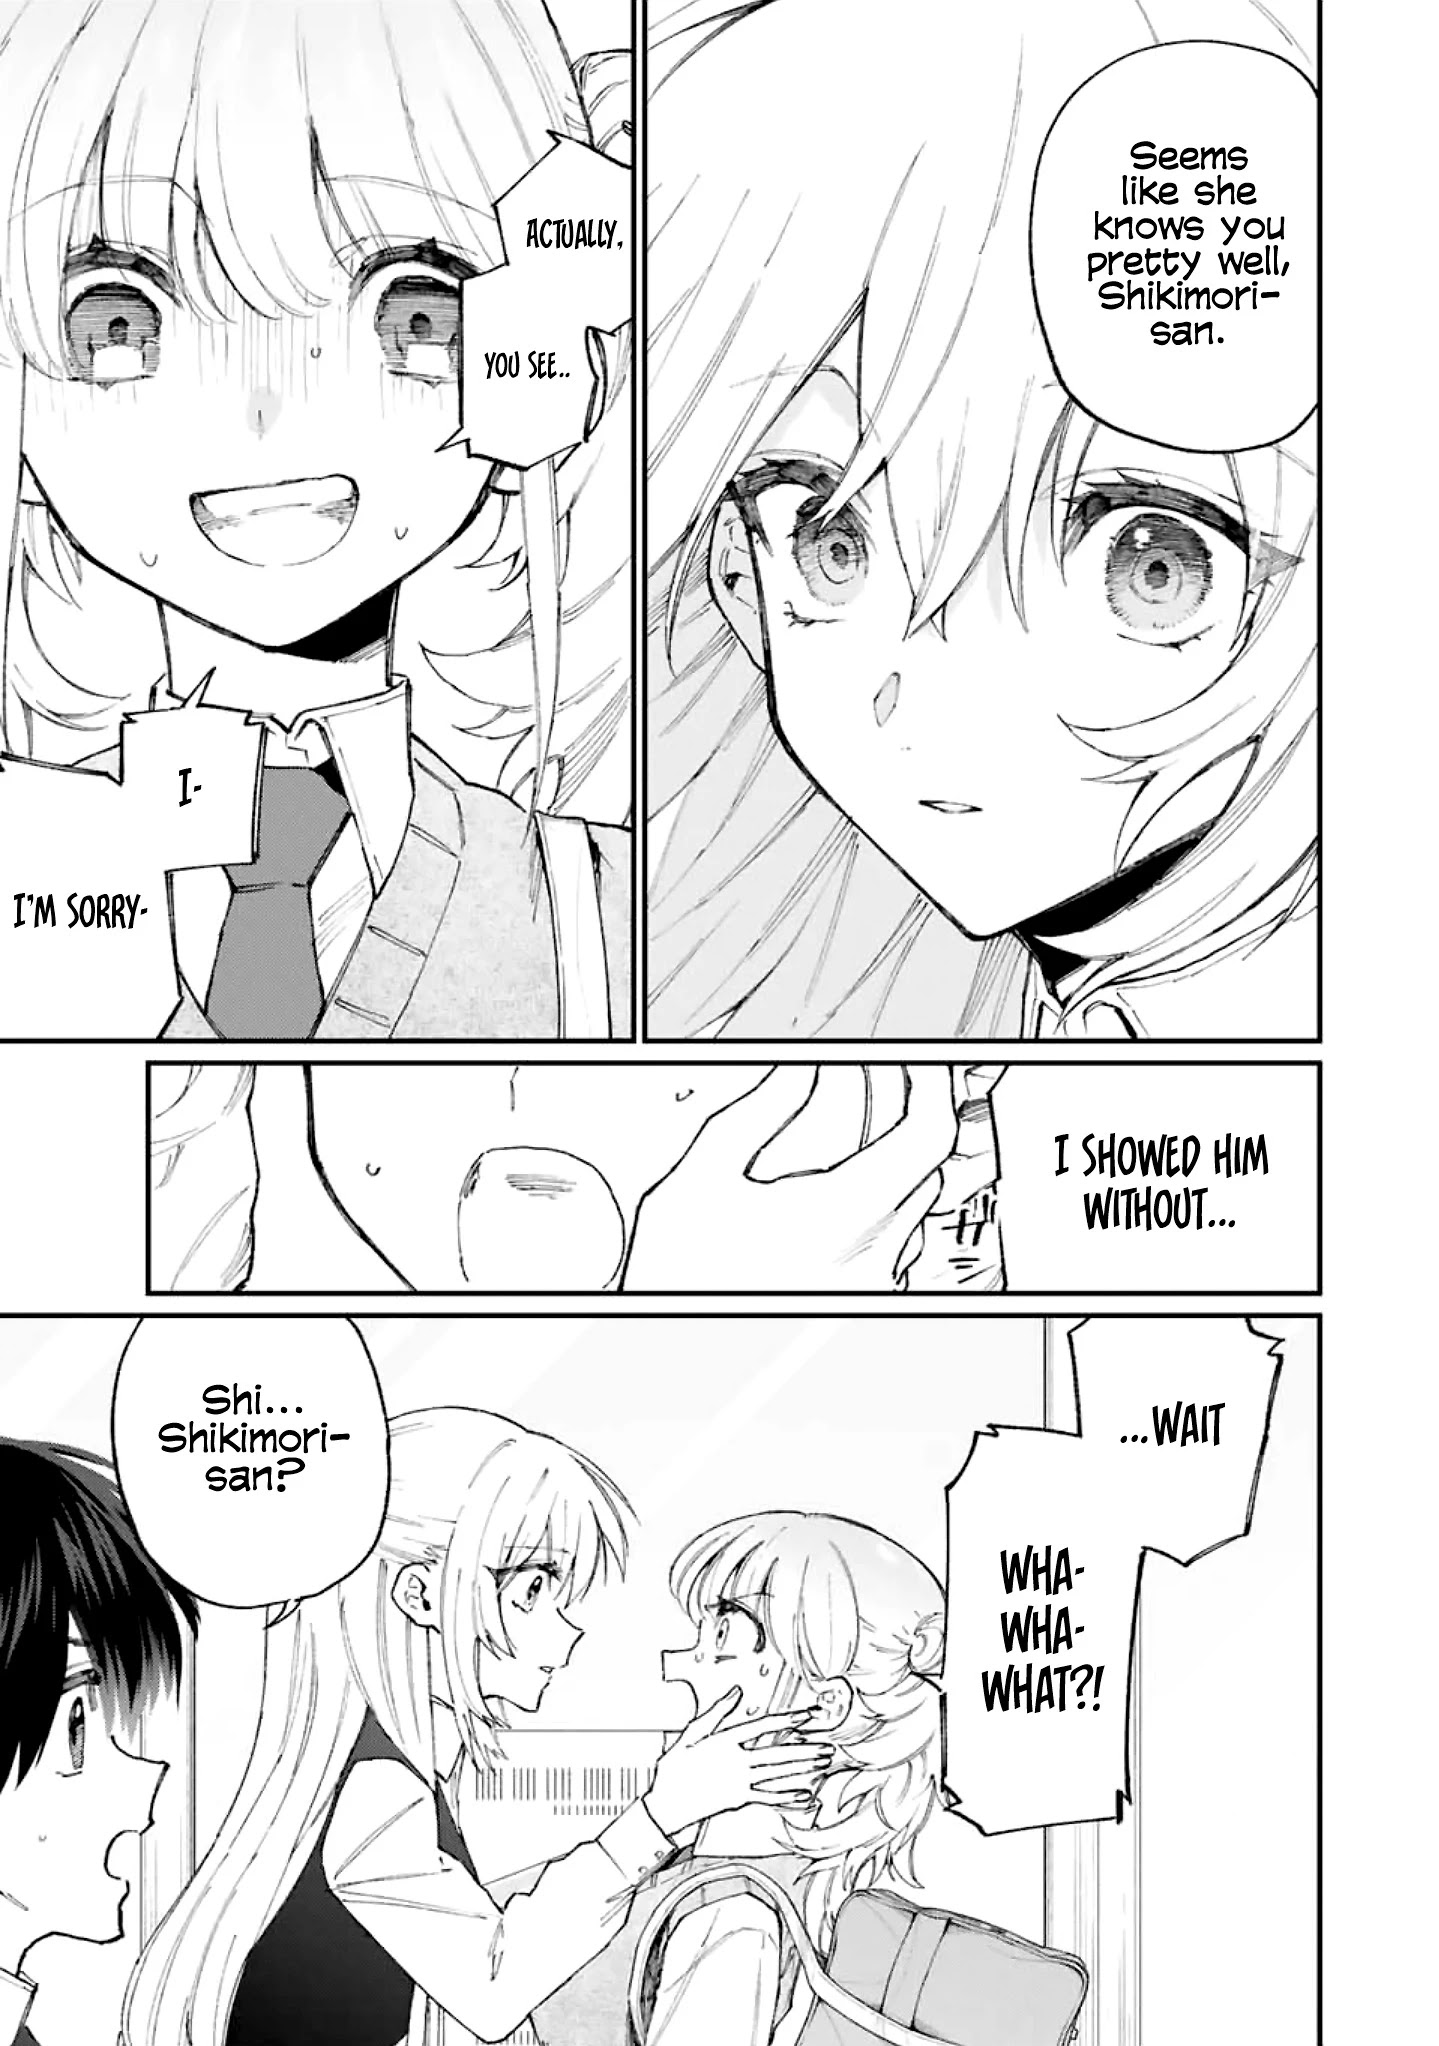 Seems
like she
knows you
pretty well,
Shikimori-
san.
ACTUALLY,
YOU SEE..
I-
I'M SORRY-
I SHOWED HIM
WITHOUT...
...WAIT
WHA-
WHA-
WHAT?!
Shi...
Shikimori-
san?